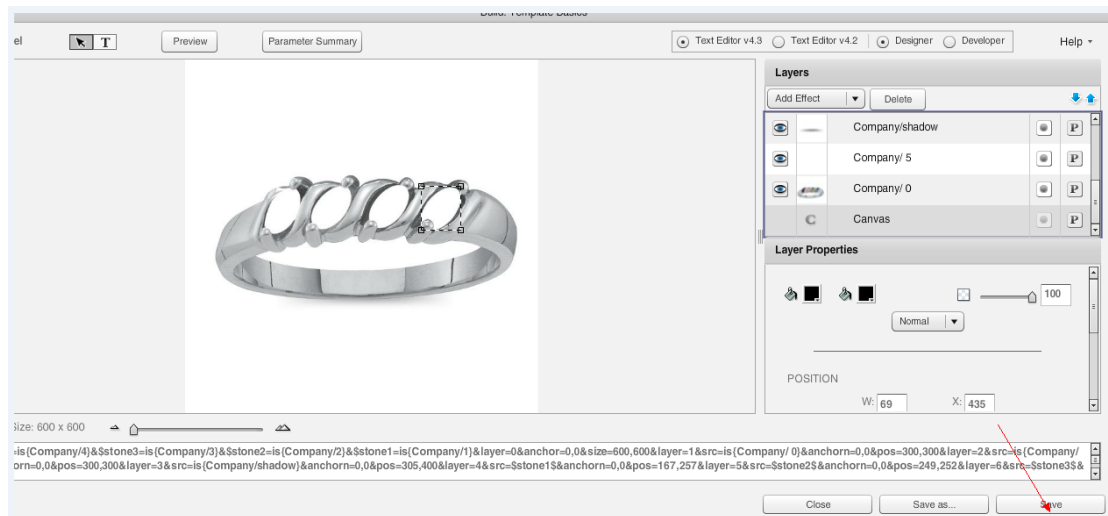 Build: Template Basics
el T Preview Parameter Summary Text Editor v4.3 Text Editor v4.2 Designer Developer Help
Layers
Add Effect Delete
Company/shadow P
Company/ 5 P
Company/ 0 P
C Canvas P
Layer Properties
100
Normal
POSITION
W: 69 X: 435
Size: 600 x 600
=is{Company/4}&$stone3=is{Company/3}&$stone2=is{Company/2}&$stone1=is{Company/1}&layer=0&anchor=0,0&size=600,600&layer=1&src=is{Company/ 0}&anchorn=0,0&pos=300,300&layer=2&src=is{Company/
orn=0,0&pos=300,300&layer=3&src=is{Company/shadow}&anchorn=0,0&pos=305,400&layer=4&src=$stone1$&anchorn=0,0&pos=167,257&layer=5&src=$stone2$&anchorn=0,0&pos=249,252&layer=6&src=$stone3$&
Close Save as... Save